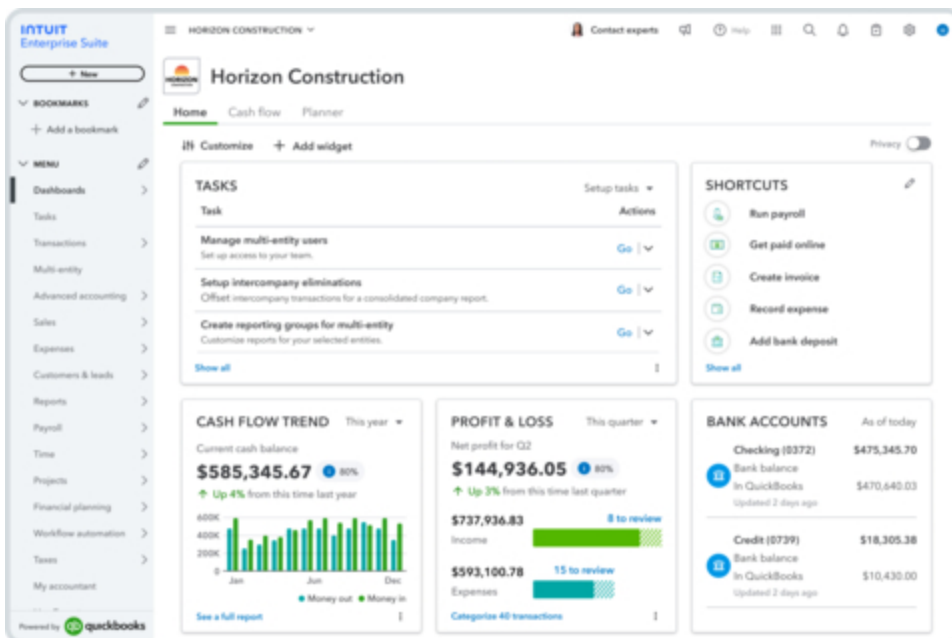 INTUIT
Enterprise Suite
+ New
BOOKMARKS
+ Add a bookmark
MENU
Dashboards
Tasks
Transactions
Multi-entity
Advanced accounting
Sales
Expenses
Customers & leads
Reports
Payroll
Time
Projects
Financial planning
Workflow automation
Taxes
My accountant
Powered by quickbooks
HORIZON CONSTRUCTION
Contact experts
Help
HORIZON
Horizon Construction
Home Cash flow Planner
Customize + Add widget
Privacy
TASKS
Setup tasks
Task Actions
Manage multi-entity users
Set up access to your team.
Go
Setup intercompany eliminations
Offset intercompany transactions for a consolidated company report.
Go
Create reporting groups for multi-entity
Customize reports for your selected entities.
Go
Show all
SHORTCUTS
Run payroll
Get paid online
Create invoice
Record expense
Add bank deposit
Show all
CASH FLOW TREND This year
Current cash balance
$585,345.67 80%
Up 4% from this time last year
600K
400K
200K
0
Jan Jun Dec
Money out Money in
See a full report
PROFIT & LOSS This quarter
Net profit for Q2
$144,936.05 80%
Up 3% from this time last quarter
$737,936.83 8 to review
Income
$593,100.78 15 to review
Expenses
Categorize 40 transactions
BANK ACCOUNTS As of today
Checking (0372) $475,345.70
Bank balance
In QuickBooks $470,640.03
Updated 2 days ago
Credit (0739) $18,305.38
Bank balance
In QuickBooks $10,430.00
Updated 2 days ago